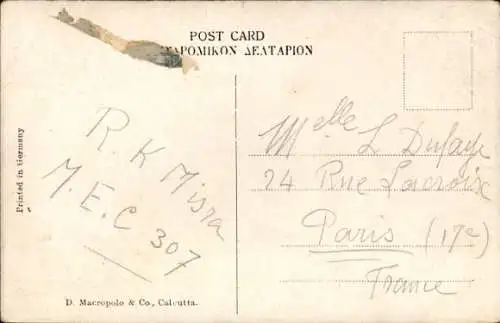 POST CARD
ΤΑΡΟΜΙΚΟΝ ΔΕΛΤΑΡΙΟΝ
Printed in Germany
R K Misra
M. E. C 307
Melle L Dufaye
24 Rue Lacroix
Paris (17e)
France
D. Macropolo & Co., Calcutta.